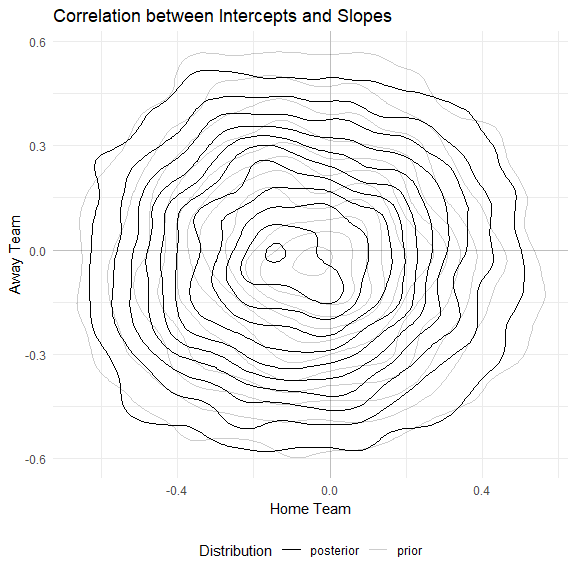 Correlation between Intercepts and Slopes
0.6
0.3
0.0
-0.3
-0.6
Away Team
-0.4 0.0 0.4
Home Team
Distribution posterior prior